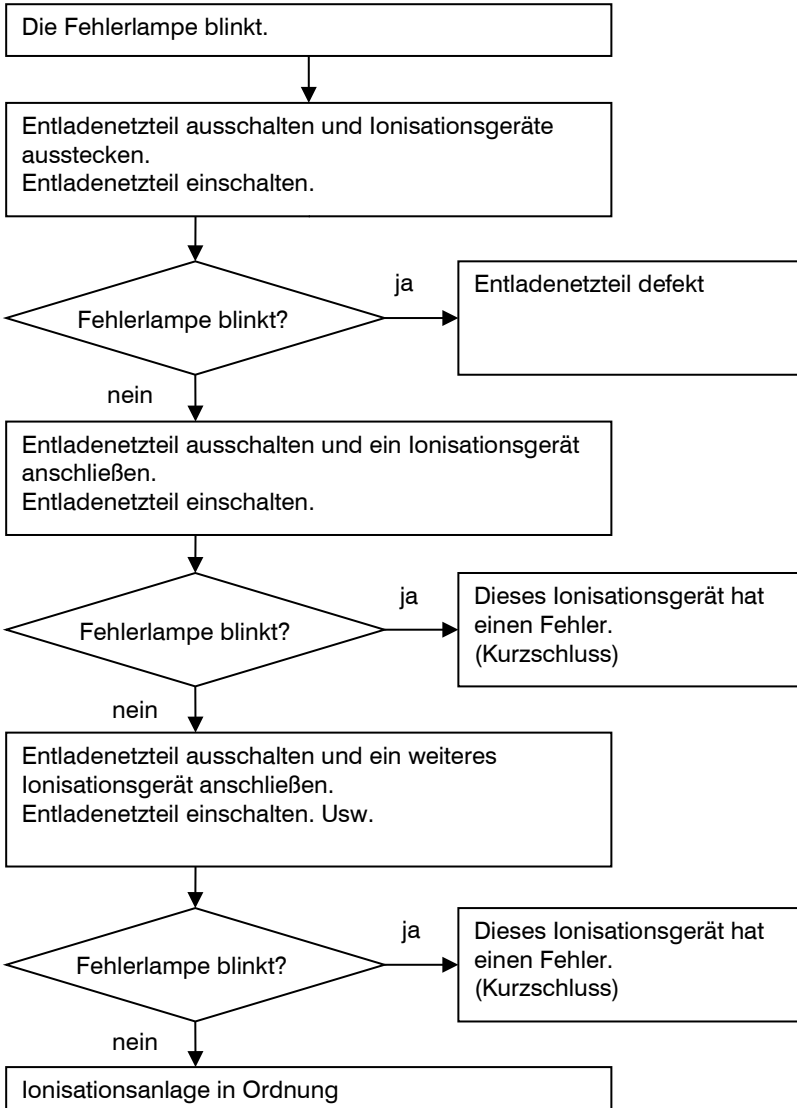 Die Fehlerlampe blinkt.
Entladenetzteil ausschalten und Ionisationsgeräte
ausstecken.
Entladenetzteil einschalten.
Fehlerlampe blinkt?
ja
Entladenetzteil defekt
nein
Entladenetzteil ausschalten und ein Ionisationsgerät
anschließen.
Entladenetzteil einschalten.
Fehlerlampe blinkt?
ja
Dieses Ionisationsgerät hat
einen Fehler.
(Kurzschluss)
nein
Entladenetzteil ausschalten und ein weiteres
Ionisationsgerät anschließen.
Entladenetzteil einschalten. Usw.
Fehlerlampe blinkt?
ja
Dieses Ionisationsgerät hat
einen Fehler.
(Kurzschluss)
nein
Ionisationsanlage in Ordnung